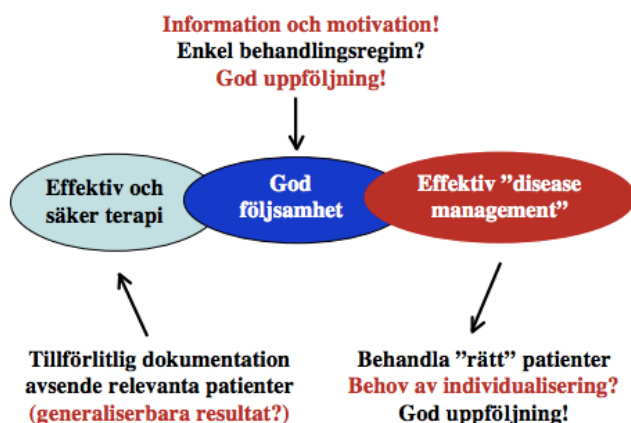 Information och motivation!
Enkel behandlingsregim?
God uppföljning!
Effektiv och
säker terapi
God
följsamhet
Effektiv ”disease
management”
Tillförlitlig dokumentation
avsende relevanta patienter
(generaliserbara resultat?)
Behandla ”rätt” patienter
Behov av individualisering?
God uppföljning!